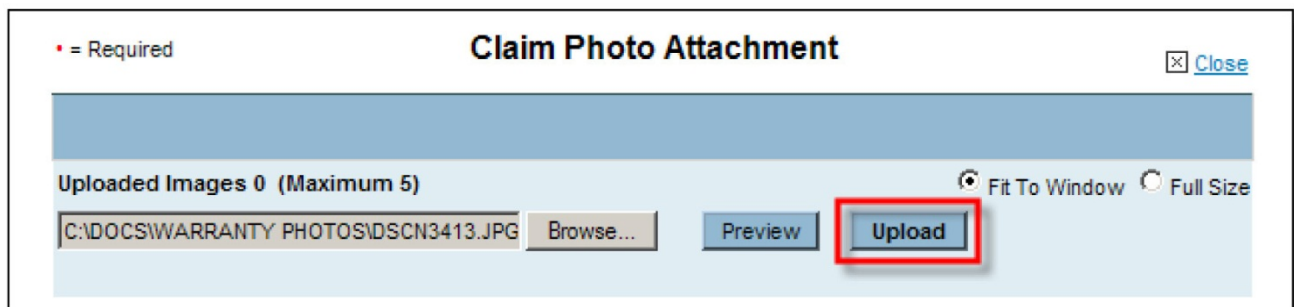 • = Required
Claim Photo Attachment
Close
Uploaded Images 0 (Maximum 5)
Fit To Window Full Size
C:\DOCS\WARRANTY PHOTOS\DSCN3413.JPG Browse... Preview Upload